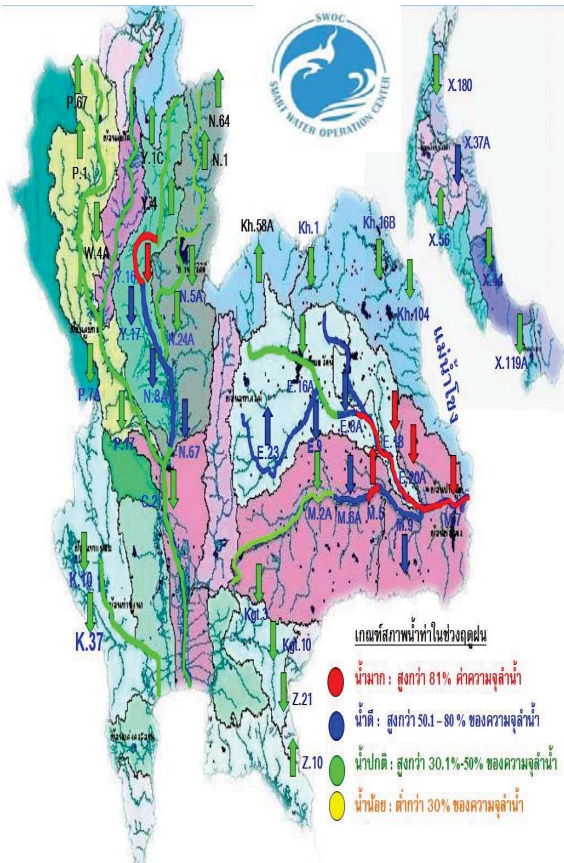 SWOC
SMART WATER OPERATION CENTER
P.67
N.64
Y.1C
N.1
P.1
Y.4
W.4A
Y.16
N.5A
Y.17
N.24A
N.8A
P.7A
P.17
N.67
C.2
K.10
K.37
X.180
X.37A
X.56
X.44
X.119A
Kh.58A
Kh.1
Kh.16B
Kh.104
แม่น้ำโขง
E.16A
E.8A
E.23
E.9
E.18
E.20A
M.2A
M.6A
M.5
M.9
M.7
Kgt.3
Kgt.10
Z.21
Z.10
เกณฑ์สภาพน้ำท่าในช่วงฤดูฝน
น้ำมาก : สูงกว่า 81% ค่าความจุลำน้ำ
น้ำดี : สูงกว่า 50.1 – 80 % ของความจุลำน้ำ
น้ำปกติ : สูงกว่า 30.1%-50% ของความจุลำน้ำ
น้ำน้อย : ต่ำกว่า 30% ของความจุลำน้ำ